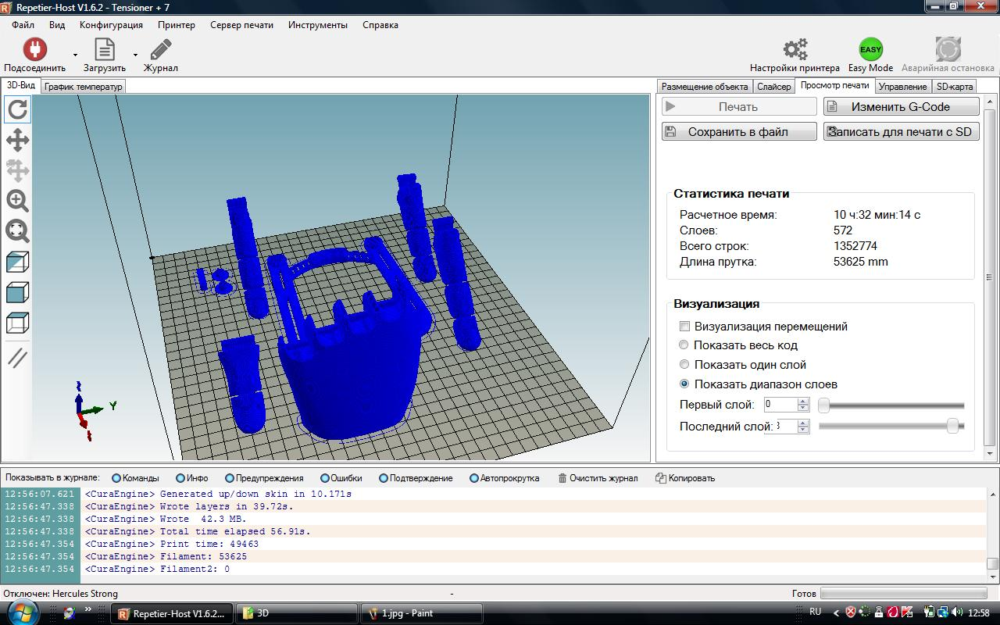 Repetier-Host V1.6.2 - Tensioner + 7
Файл Вид Конфигурация Принтер Сервер печати Инструменты Справка
EASY
Подсоединить Загрузить Журнал Настройки принтера Easy Mode Аварийная остановка
3D-Вид График температур Размещение объекта Слайсер Просмотр печати Управление SD-карта
Печать Изменить G-Code
Сохранить в файл Записать для печати с SD
Статистика печати
Расчетное время: 10 ч:32 мин:14 с
Слоев: 572
Всего строк: 1352774
Длина прутка: 53625 mm
Визуализация
Визуализация перемещений
Показать весь код
Показать один слой
Показать диапазон слоев
Первый слой: 0
Последний слой:
Y
Показывать в журнале: Команды Инфо Предупреждения Ошибки Подтверждение Автопрокрутка Очистить журнал Копировать
12:56:07.621 <CuraEngine> Generated up/down skin in 10.171s
12:56:47.338 <CuraEngine> Wrote layers in 39.72s.
12:56:47.338 <CuraEngine> Wrote 42.3 MB.
12:56:47.338 <CuraEngine> Total time elapsed 56.91s.
12:56:47.354 <CuraEngine> Print time: 49463
12:56:47.354 <CuraEngine> Filament: 53625
12:56:47.354 <CuraEngine> Filament2: 0
Отключен: Hercules Strong - Готов
Repetier-Host V1.6.2... 3D 1.jpg - Paint RU 12:58